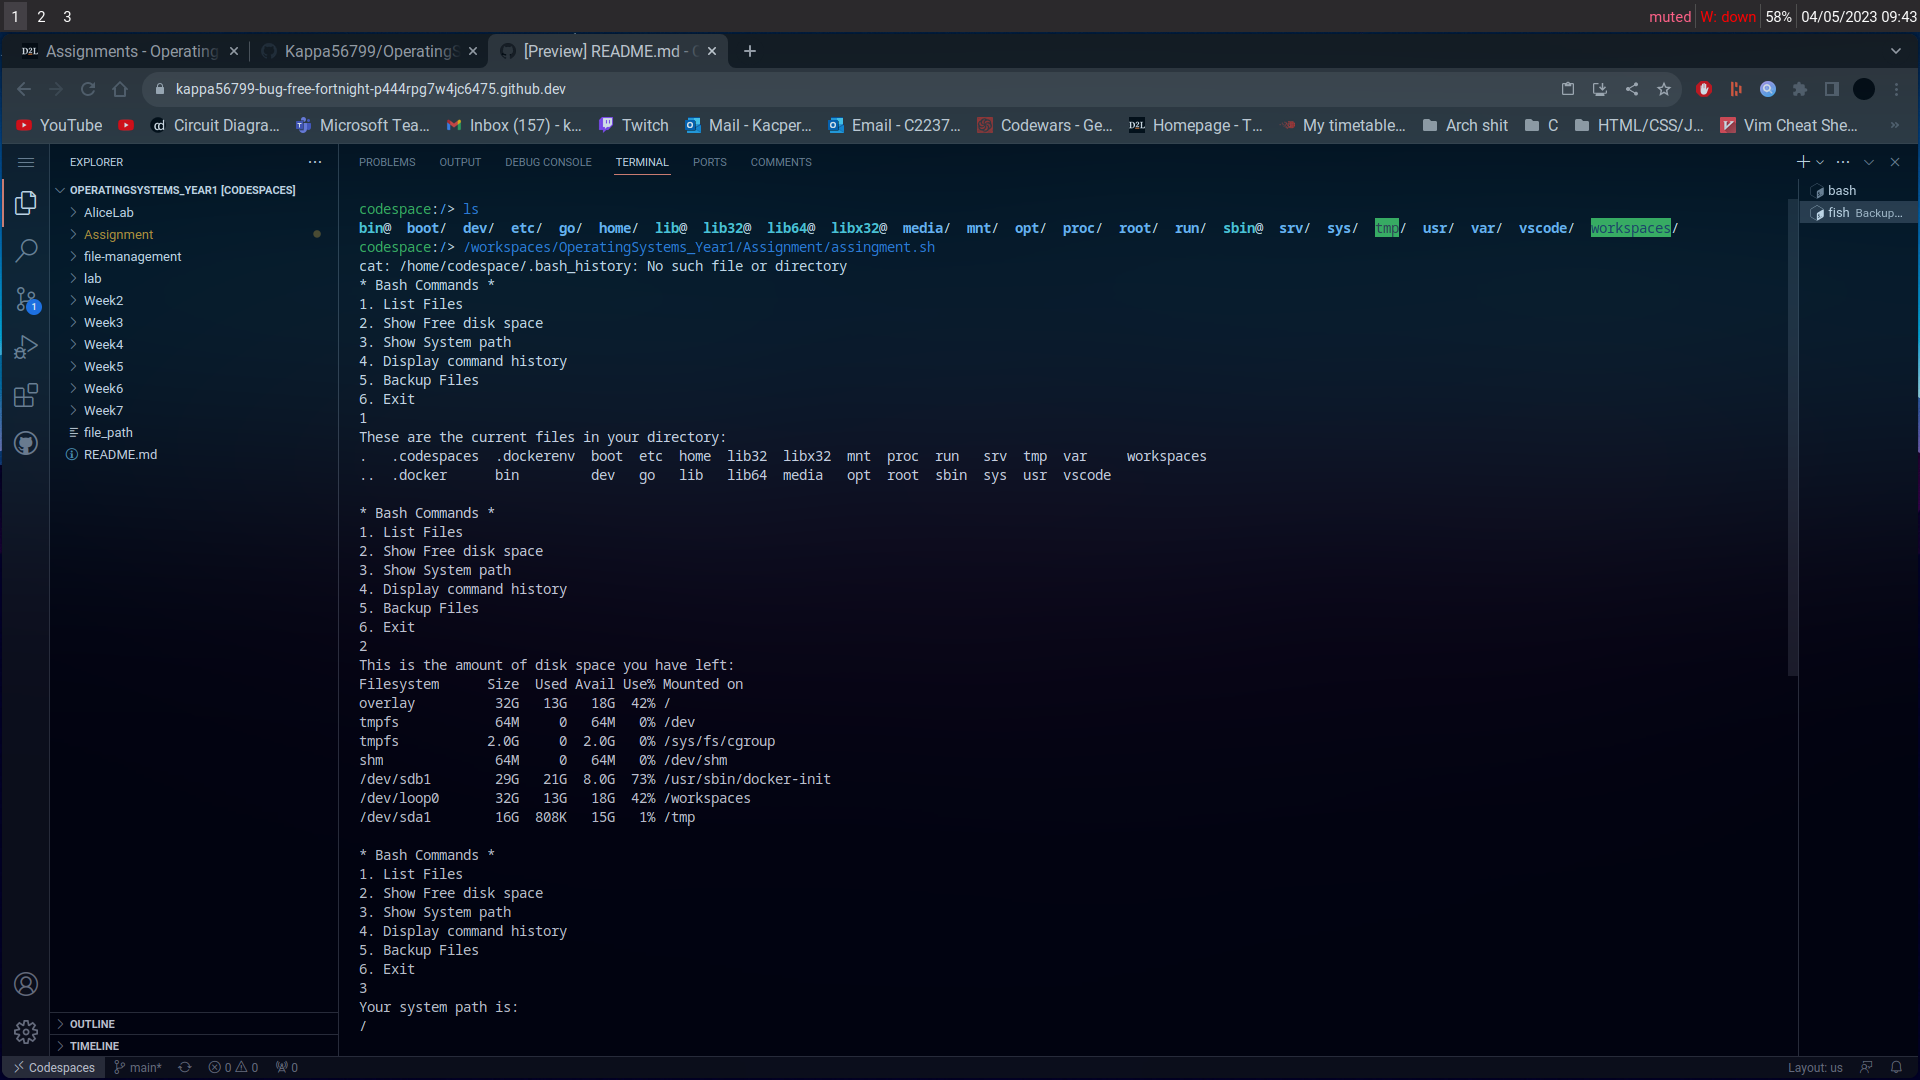 1 2 3
muted W: down 58% 04/05/2023 09:43
D2L Assignments - Operating
Kappa56799/OperatingS
[Preview] README.md - C
kappa56799-bug-free-fortnight-p444rpg7w4jc6475.github.dev
YouTube
Circuit Diagra...
Microsoft Tea...
Inbox (157) - k...
Twitch
Mail - Kacper...
Email - C2237...
Codewars - Ge...
D2L Homepage - T...
My timetable...
Arch shit
C
HTML/CSS/J...
Vim Cheat She...
EXPLORER
OPERATINGSYSTEMS_YEAR1 [CODESPACES]
AliceLab
Assignment
file-management
lab
Week2
Week3
Week4
Week5
Week6
Week7
file_path
README.md
OUTLINE
TIMELINE
1
PROBLEMS OUTPUT DEBUG CONSOLE TERMINAL PORTS COMMENTS
codespace:/> ls
bin@ boot/ dev/ etc/ go/ home/ lib@ lib32@ lib64@ libx32@ media/ mnt/ opt/ proc/ root/ run/ sbin@ srv/ sys/ tmp/ usr/ var/ vscode/ workspaces/
codespace:/> /workspaces/OperatingSystems_Year1/Assignment/assingment.sh
cat: /home/codespace/.bash_history: No such file or directory
* Bash Commands *
1. List Files
2. Show Free disk space
3. Show System path
4. Display command history
5. Backup Files
6. Exit
1
These are the current files in your directory:
. .codespaces .dockerenv boot etc home lib32 libx32 mnt proc run srv tmp var workspaces
.. .docker bin dev go lib lib64 media opt root sbin sys usr vscode
* Bash Commands *
1. List Files
2. Show Free disk space
3. Show System path
4. Display command history
5. Backup Files
6. Exit
2
This is the amount of disk space you have left:
Filesystem Size Used Avail Use% Mounted on
overlay 32G 13G 18G 42% /
tmpfs 64M 0 64M 0% /dev
tmpfs 2.0G 0 2.0G 0% /sys/fs/cgroup
shm 64M 0 64M 0% /dev/shm
/dev/sdb1 29G 21G 8.0G 73% /usr/sbin/docker-init
/dev/loop0 32G 13G 18G 42% /workspaces
/dev/sda1 16G 808K 15G 1% /tmp
* Bash Commands *
1. List Files
2. Show Free disk space
3. Show System path
4. Display command history
5. Backup Files
6. Exit
3
Your system path is:
/
bash
fish Backup...
Codespaces main* 0 0 0
Layout: us